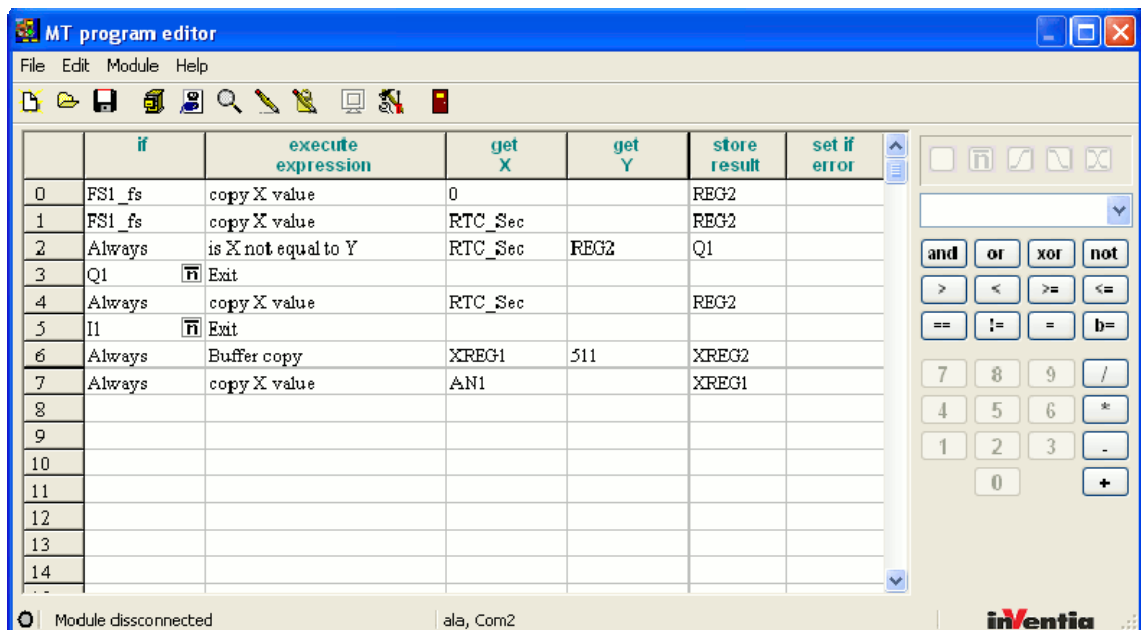 MT program editor
File Edit Module Help
if execute expression get X get Y store result set if error
0 FS1_fs copy X value 0 REG2
1 FS1_fs copy X value RTC_Sec REG2
2 Always is X not equal to Y RTC_Sec REG2 Q1
3 Q1 n Exit
4 Always copy X value RTC_Sec REG2
5 I1 n Exit
6 Always Buffer copy XREG1 511 XREG2
7 Always copy X value AN1 XREG1
8
9
10
11
12
13
14
n
and or xor not
> < >= <=
== != = b=
7 8 9 /
4 5 6 *
1 2 3 -
0 +
Module dissconnected ala, Com2 inVentia